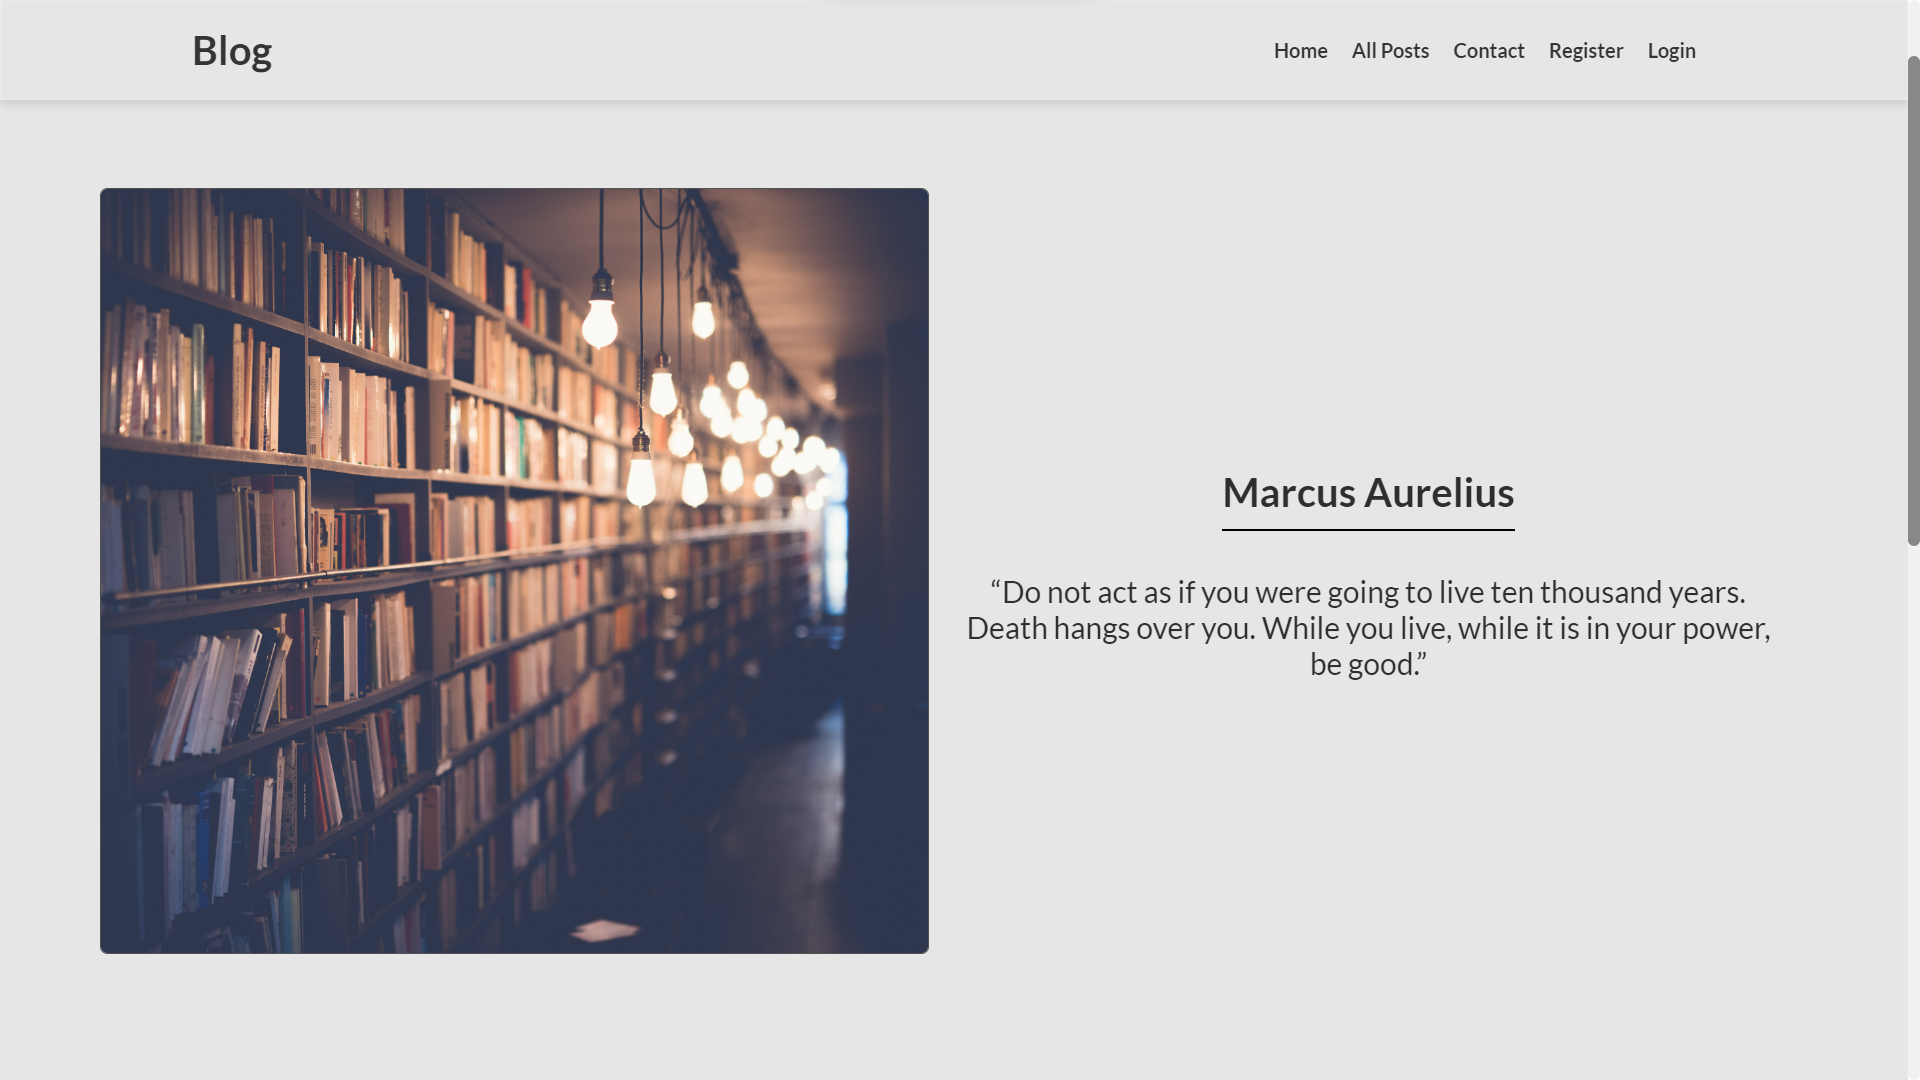 Blog
Home All Posts Contact Register Login
Marcus Aurelius
“Do not act as if you were going to live ten thousand years.
Death hangs over you. While you live, while it is in your power,
be good.”